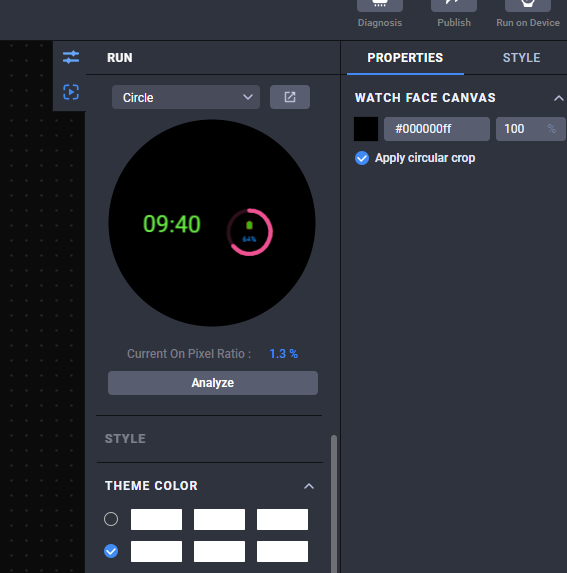 Diagnosis Publish Run on Device
RUN
PROPERTIES STYLE
Circle
WATCH FACE CANVAS
#000000ff 100 %
Apply circular crop
09:40
64%
Current On Pixel Ratio : 1.3 %
Analyze
STYLE
THEME COLOR